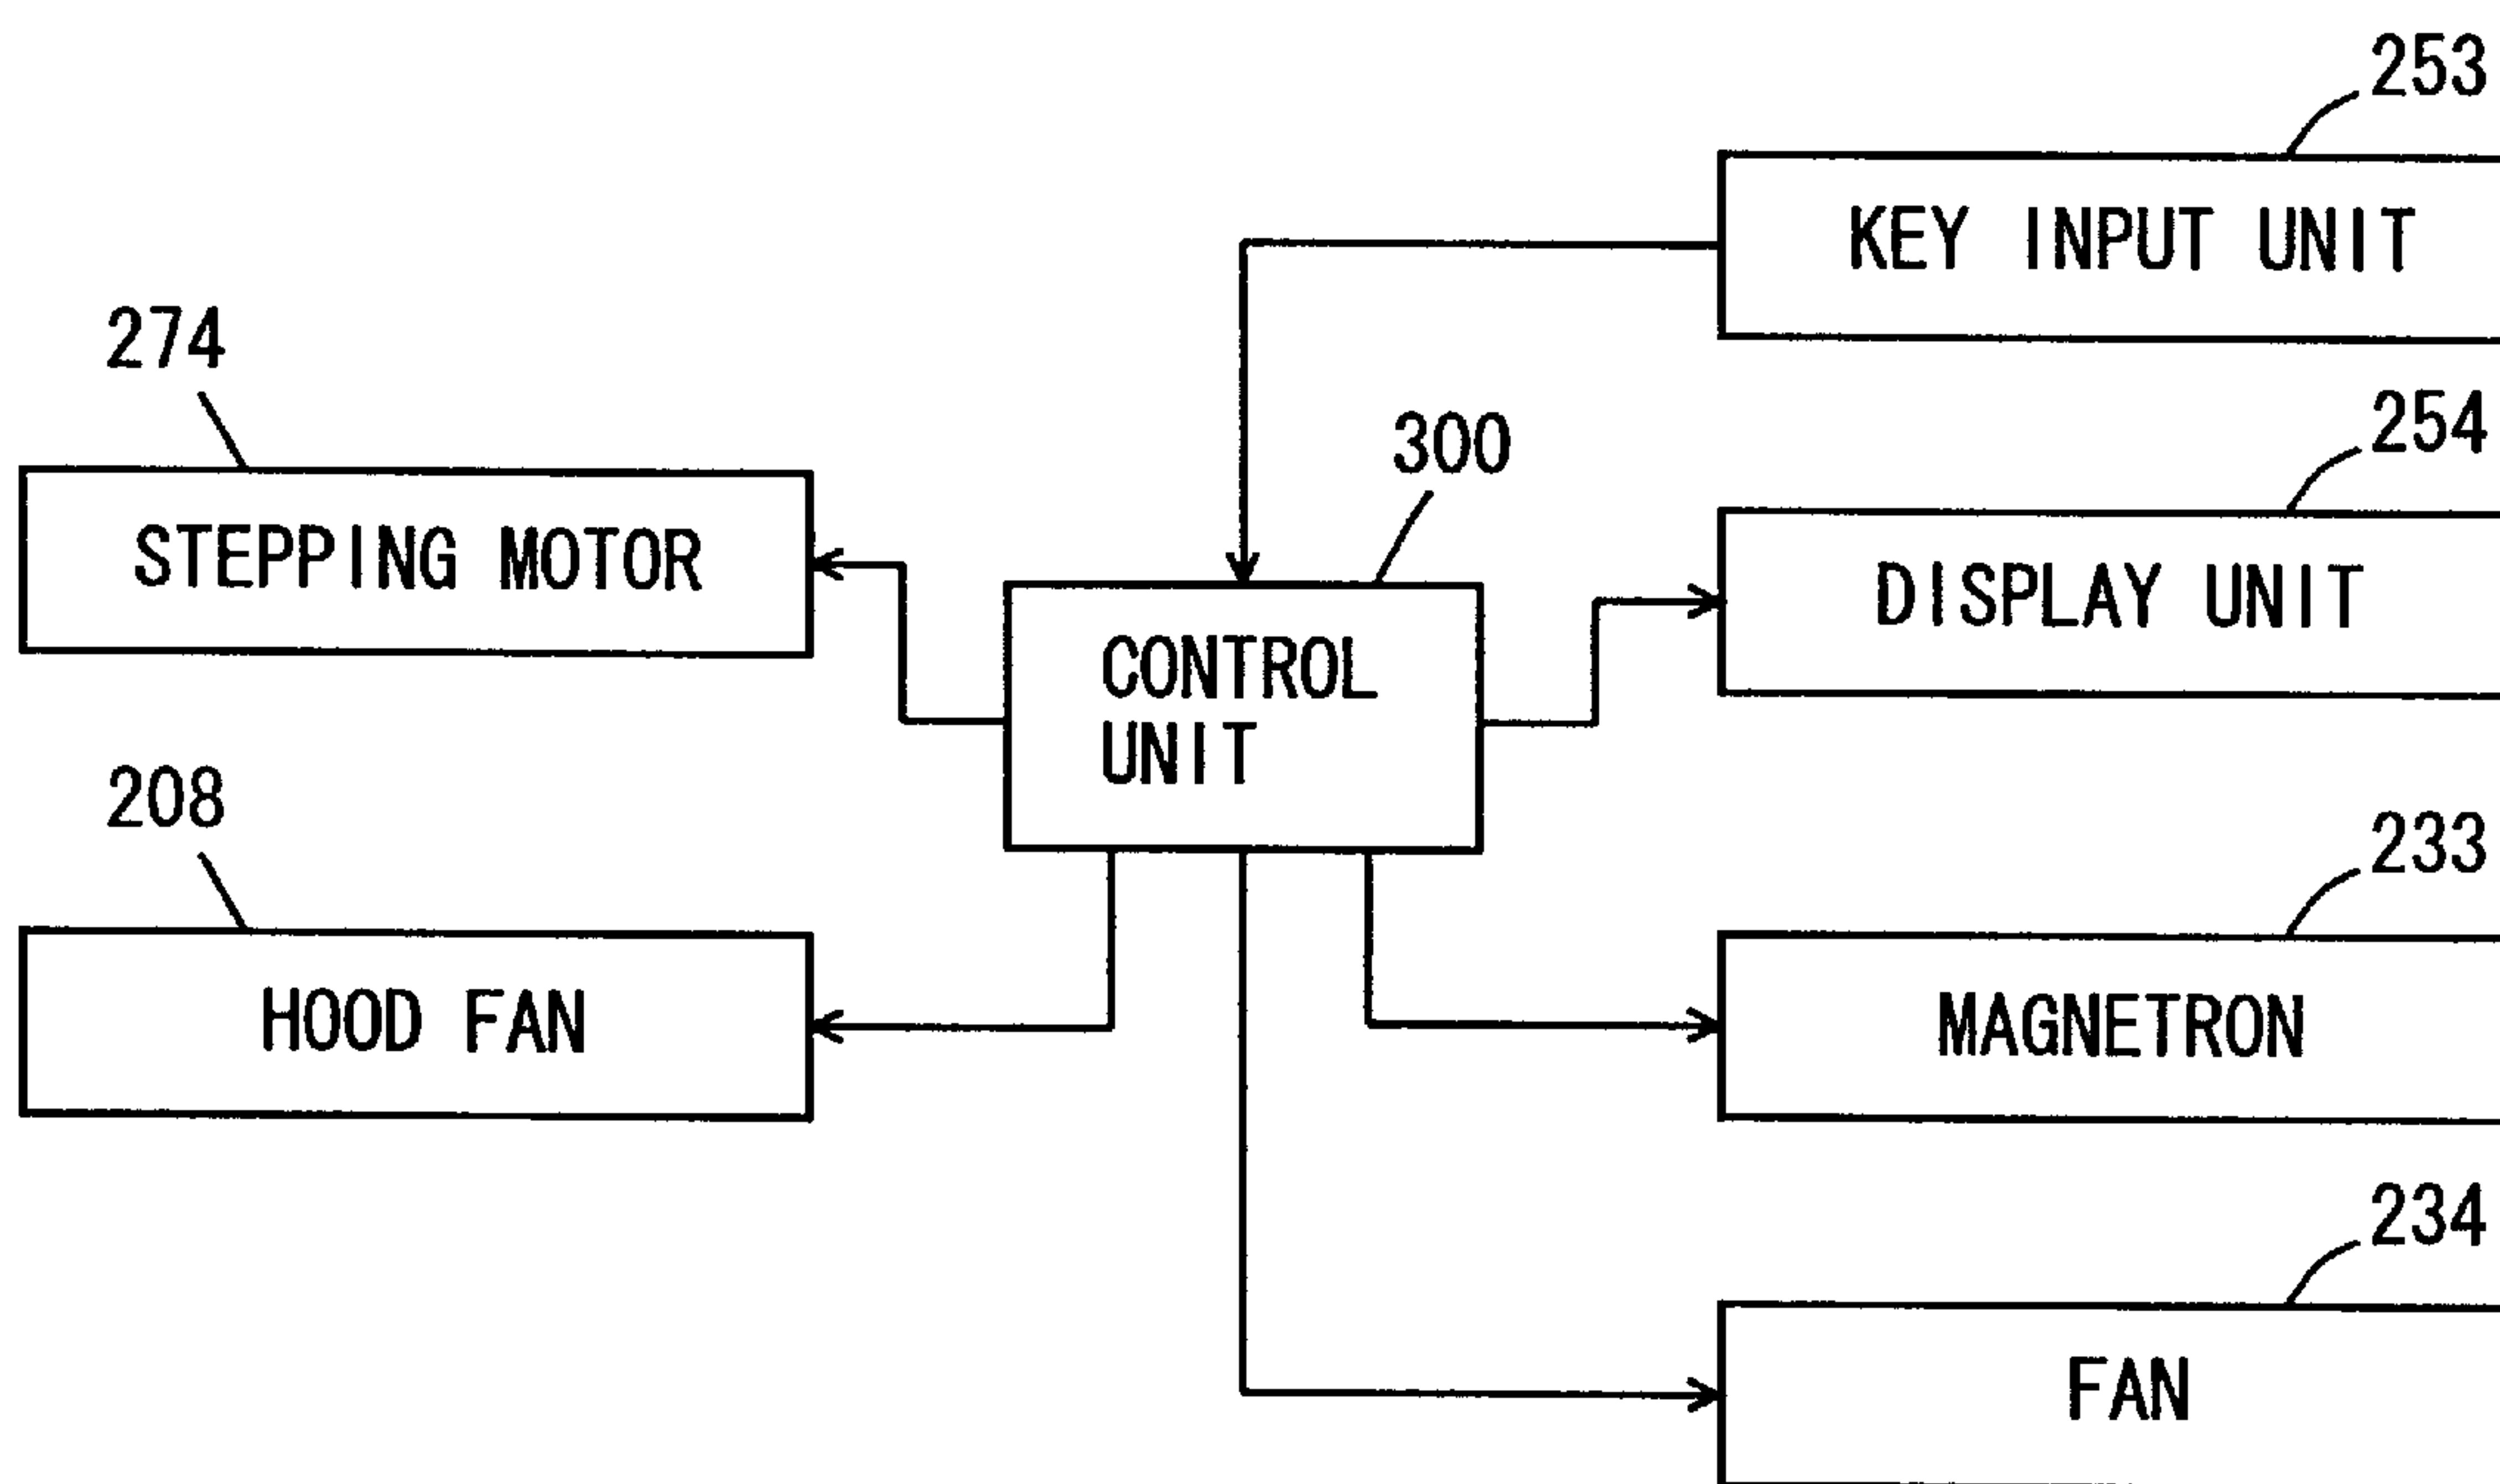 253
KEY INPUT UNIT
274
STEPPING MOTOR
300
CONTROL
UNIT
254
DISPLAY UNIT
208
HOOD FAN
233
MAGNETRON
234
FAN